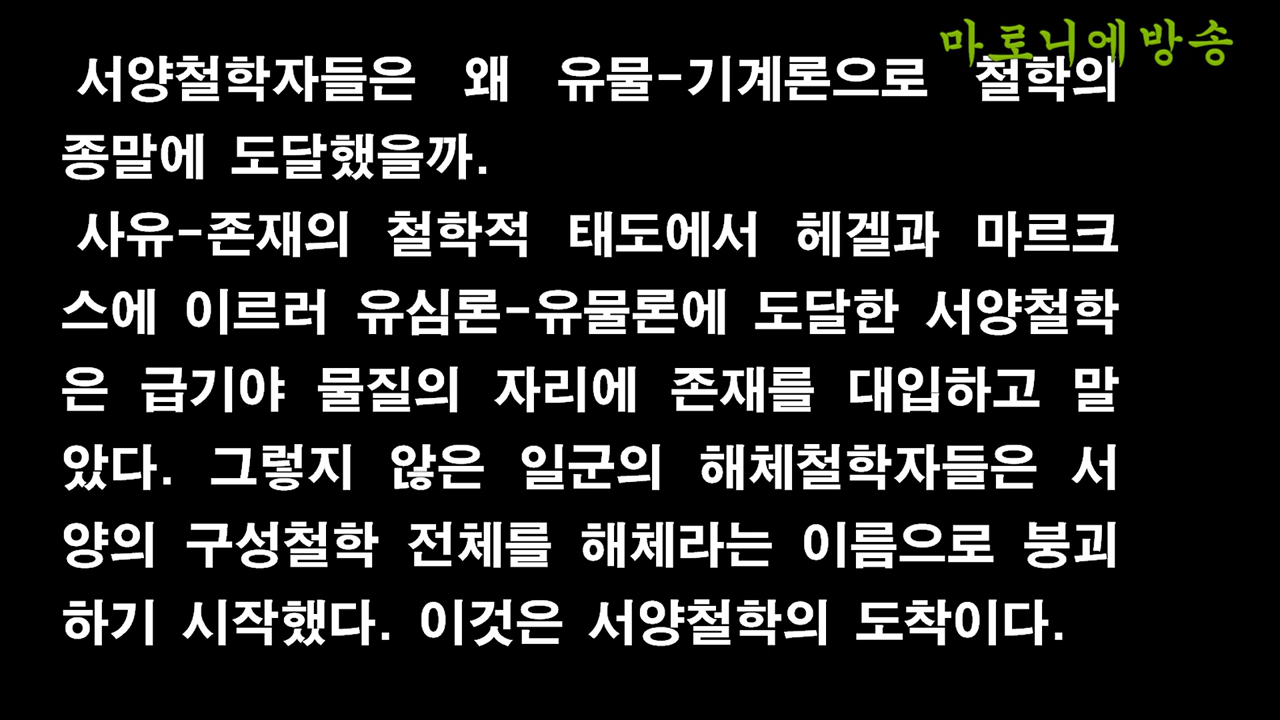 마로니에방송
서양철학자들은 왜 유물-기계론으로 철학의
종말에 도달했을까.
사유-존재의 철학적 태도에서 헤겔과 마르크
스에 이르러 유심론-유물론에 도달한 서양철학
은 급기야 물질의 자리에 존재를 대입하고 말
았다. 그렇지 않은 일군의 해체철학자들은 서
양의 구성철학 전체를 해체라는 이름으로 붕괴
하기 시작했다. 이것은 서양철학의 도착이다.